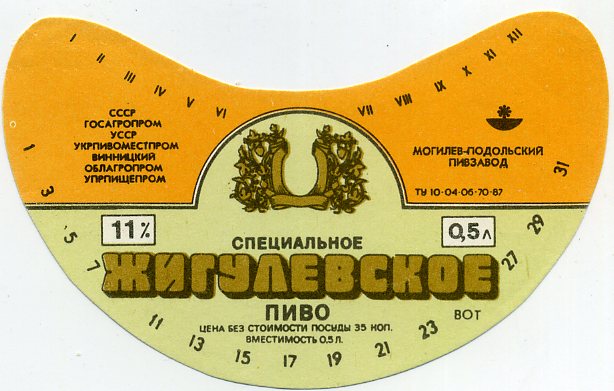 I II III IV V VI VII VIII IX X XI XII
СССР
ГОСАГРОПРОМ
УССР
УКРПИВОМЕСТПРОМ
ВИННИЦКИЙ
ОБЛАГРОПРОМ
УПРПИЩЕПРОМ
МОГИЛЕВ-ПОДОЛЬСКИЙ
ПИВЗАВОД
ТУ 10·04·06·70·87
11%
0,5л
СПЕЦИАЛЬНОЕ
ЖИГУЛЕВСКОЕ
ПИВО
ЦЕНА БЕЗ СТОИМОСТИ ПОСУДЫ 35 КОП.
ВМЕСТИМОСТЬ 0,5 Л.
ВОТ
1 3 5 7 11 13 15 17 19 21 23 27 29 31